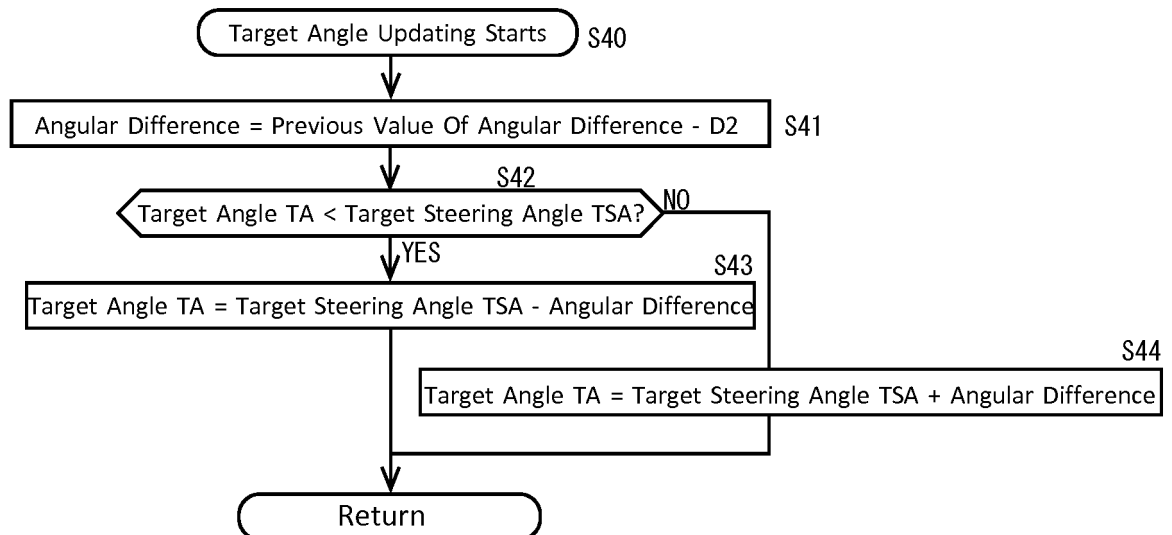 Target Angle Updating Starts
S40
Angular Difference = Previous Value Of Angular Difference - D2
S41
S42
Target Angle TA < Target Steering Angle TSA?
NO
YES
S43
Target Angle TA = Target Steering Angle TSA - Angular Difference
S44
Target Angle TA = Target Steering Angle TSA + Angular Difference
Return